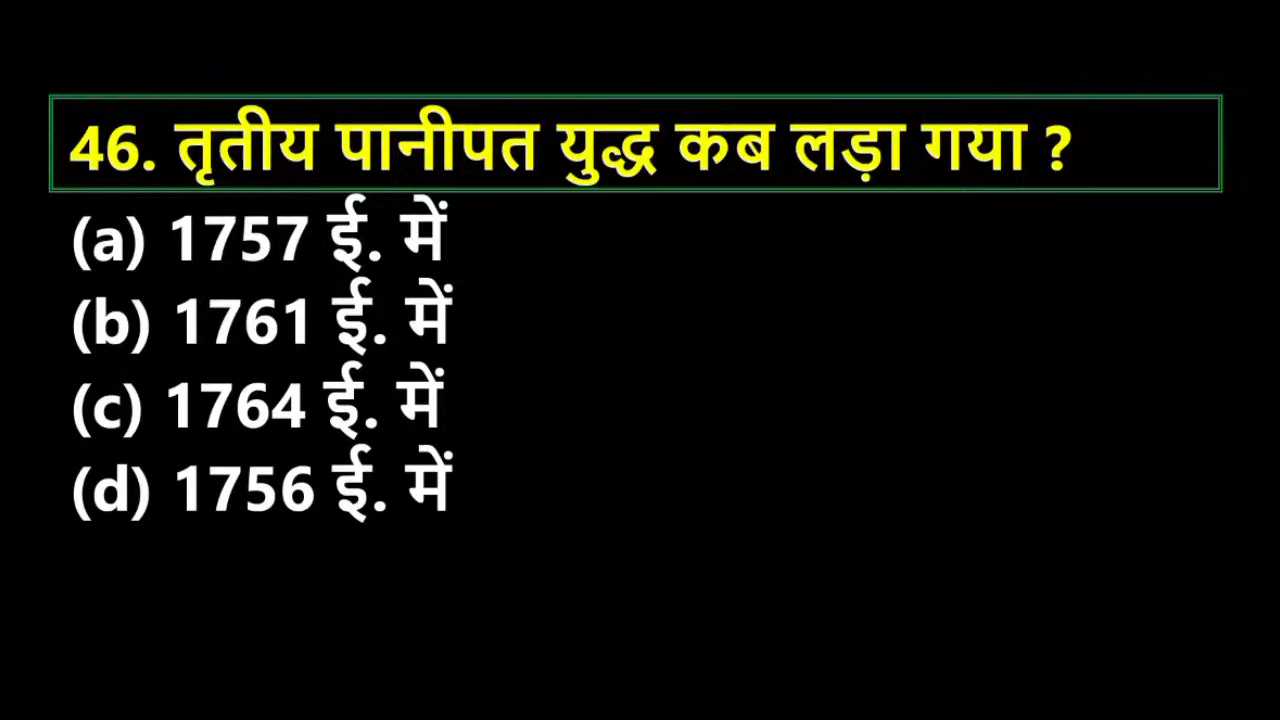 46. तृतीय पानीपत युद्ध कब लड़ा गया ?
(a) 1757 ई. में
(b) 1761 ई. में
(c) 1764 ई. में
(d) 1756 ई. में